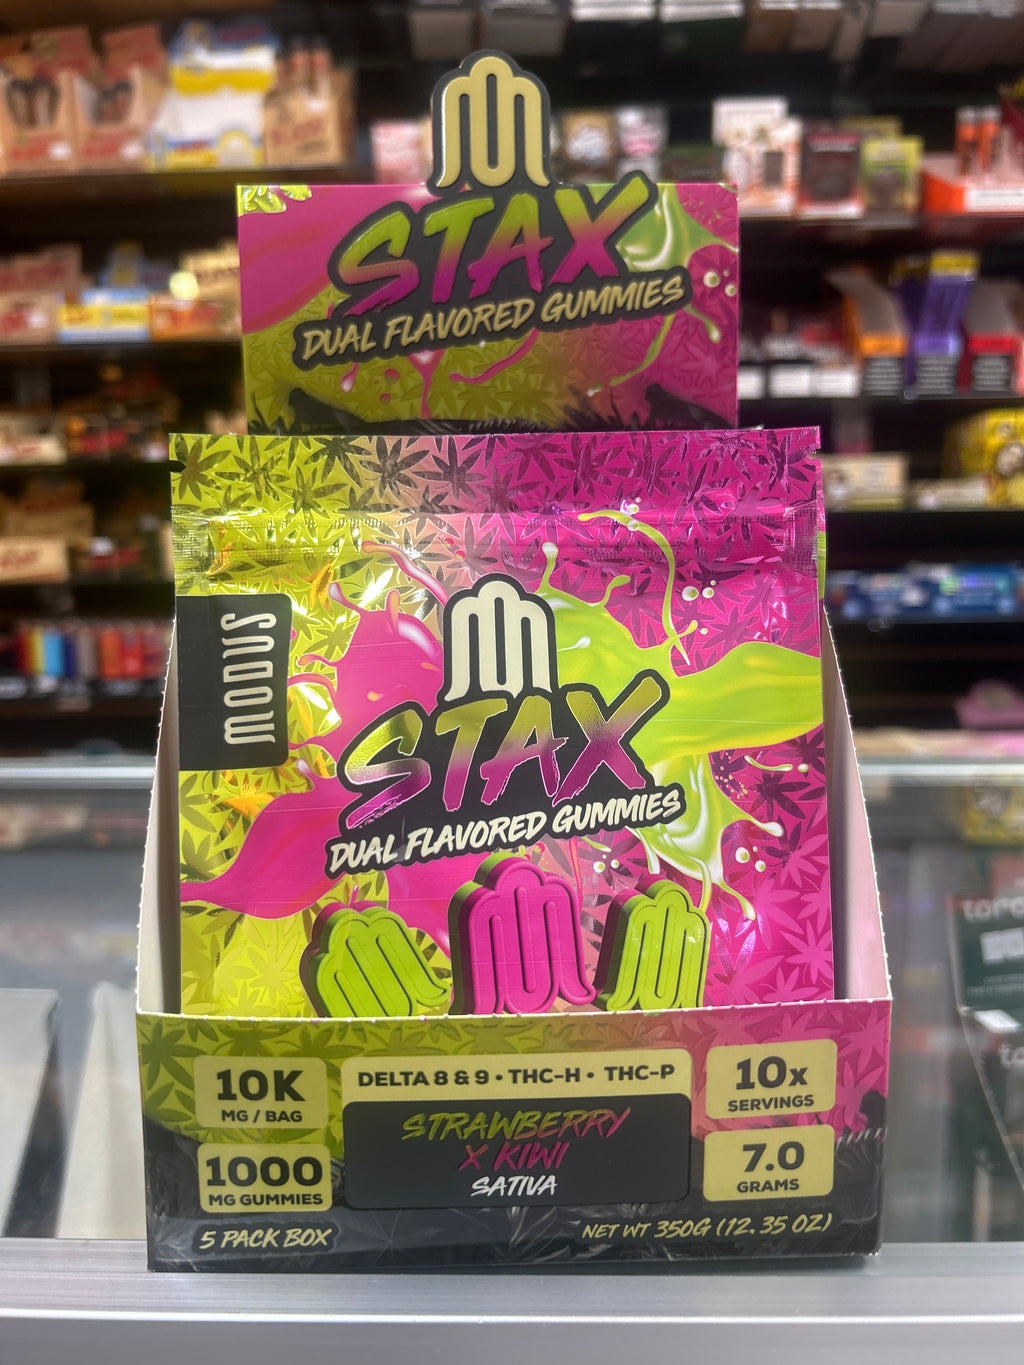 STAX
DUAL FLAVORED GUMMIES
MODUS
STAX
DUAL FLAVORED GUMMIES
10K
MG / BAG
DELTA 8 & 9 • THC-H • THC-P
10x
SERVINGS
STRAWBERRY
X KIWI
SATIVA
1000
MG GUMMIES
7.0
GRAMS
5 PACK BOX
NET WT 350G (12.35 OZ)